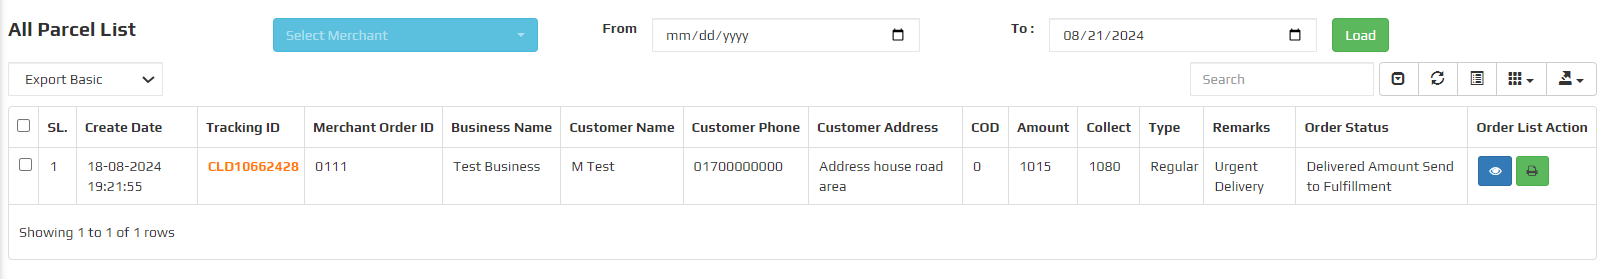 All Parcel List
Select Merchant
From
mm/dd/yyyy
To :
08/21/2024
Load
Export Basic
Search
SL. Create Date Tracking ID Merchant Order ID Business Name Customer Name Customer Phone Customer Address COD Amount Collect Type Remarks Order Status Order List Action
1 18-08-2024 CLD10662428 0111 Test Business M Test 01700000000 Address house road 0 1015 1080 Regular Urgent Delivered Amount Send
19:21:55 area Delivery to Fulfillment
Showing 1 to 1 of 1 rows